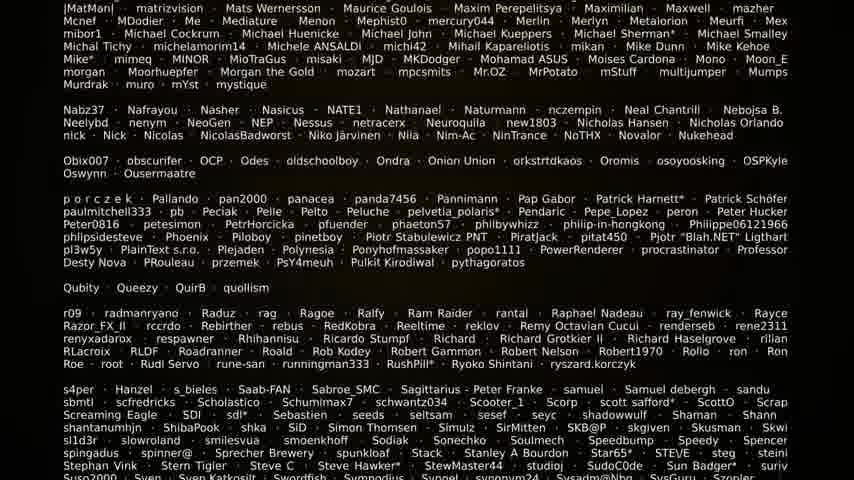 |MatMan| · matrizvision · Mats Wernersson · Maurice Goulois · Maxim Perepelitsya · Maximilian · Maxwell · mazher
Mcnef · MDodier · Me · Mediature · Menon · Mephist0 · mercury044 · Merlin · Merlyn · Metalorion · Meurfi · Mex
mibor1 · Michael Cockrum · Michael Huenicke · Michael John · Michael Kueppers · Michael Sherman* · Michael Smalley
Michal Tichy · michelamorim14 · Michele ANSALDi · michi42 · Mihail Kapareliotis · mikan · Mike Dunn · Mike Kehoe
Mike* · mimeq · MINOR · MioTraGus · misaki · MJD · MKDodger · Mohamad ASUS · Moises Cardona · Mono · Moon_E
morgan · Moorhuepfer · Morgan the Gold · mozart · mpcsmits · Mr.OZ · MrPotato · mStuff · multijumper · Mumps
Murdrak · muro · mYst · mystique
Nabz37 · Nafrayou · Nasher · Nasicus · NATE1 · Nathanael · Naturmann · nczempin · Neal Chantrill · Nebojsa B.
Neelybd · nenym · NeoGen · NEP · Nessus · netracerx · Neuroquila · new1803 · Nicholas Hansen · Nicholas Orlando
nick · Nick · Nicolas · NicolasBadworst · Niko Järvinen · Niia · Nim-Ac · NinTrance · NoTHX · Novalor · Nukehead
Obix007 · obscurifer · OCP · Odes · oldschoolboy · Ondra · Onion Union · orkstrtdkaos · Oromis · osoyoosking · OSPKyle
Oswynn · Ousermaatre
p o r c z e k · Pallando · pan2000 · panacea · panda7456 · Pannimann · Pap Gabor · Patrick Harnett* · Patrick Schöfer
paulmitchell333 · pb · Peciak · Pelle · Pelto · Peluche · pelvetia_polaris* · Pendaric · Pepe_Lopez · peron · Peter Hucker
Peter0816 · petesimon · PetrHorcicka · pfuender · phaeton57 · philbywhizz · philip-in-hongkong · Philippe06121966
phlipsidesteve · Phoenix · Piloboy · pinetboy · Piotr Stabulewicz PNT · PiratJack · pitat450 · Pjotr "Blah.NET" Ligthart
pl3w5y · PlainText s.r.o. · Plejaden · Polynesia · Ponyhofmassaker · popo1111 · PowerRenderer · procrastinator · Professor
Desty Nova · PRouleau · przemek · PsY4meuh · Pulkit Kirodiwal · pythagoratos
Qubity · Queezy · QuirB · quollism
r09 · radmanryano · Raduz · rag · Ragoe · Ralfy · Ram Raider · rantal · Raphael Nadeau · ray_fenwick · Rayce
Razor_FX_II · rccrdo · Rebirther · rebus · RedKobra · Reeltime · reklov · Remy Octavian Cucui · renderseb · rene2311
renyxadarox · respawner · Rhihannisu · Ricardo Stumpf · Richard · Richard Grotkier II · Richard Haselgrove · rilian
RLacroix · RLDF · Roadranner · Roald · Rob Kodey · Robert Gammon · Robert Nelson · Robert1970 · Rollo · ron · Ron
Roe · root · Rudi Servo · rune-san · runningman333 · RushPill* · Ryoko Shintani · ryszard.korczyk
s4per · Hanzel · s_bieles · Saab-FAN · Sabroe_SMC · Sagittarius - Peter Franke · samuel · Samuel debergh · sandu
sbmtl · scfredricks · Scholastico · Schumimax7 · schwantz034 · Scooter_1 · Scorp · scott safford* · ScottO · Scrap
Screaming Eagle · SDI · sdl* · Sebastien · seeds · seltsam · sesef · seyc · shadowwulf · Shaman · Shann
shantanumhjn · ShibaPook · shka · SiD · Simon Thomsen · Simulz · SirMitten · SKB@P · skgiven · Skusman · Skwi
sl1d3r · slowroland · smilesvua · smoenkhoff · Sodiak · Sonechko · Soulmech · Speedbump · Speedy · Spencer
spingadus · spinner@ · Sprecher Brewery · spunkloaf · Stack · Stanley A Bourdon · Star65* · STE\/E · steg · steini
Stephan Vink · Stern Tigler · Steve C · Steve Hawker* · StewMaster44 · studioj · SudoC0de · Sun Badger* · suriv
Suso2000 · Sven · Sven Katkosilt · Swordfish · Sympodius · Syngel · synonym24 · Sysadm@Nbg · SysGuru · Szopler